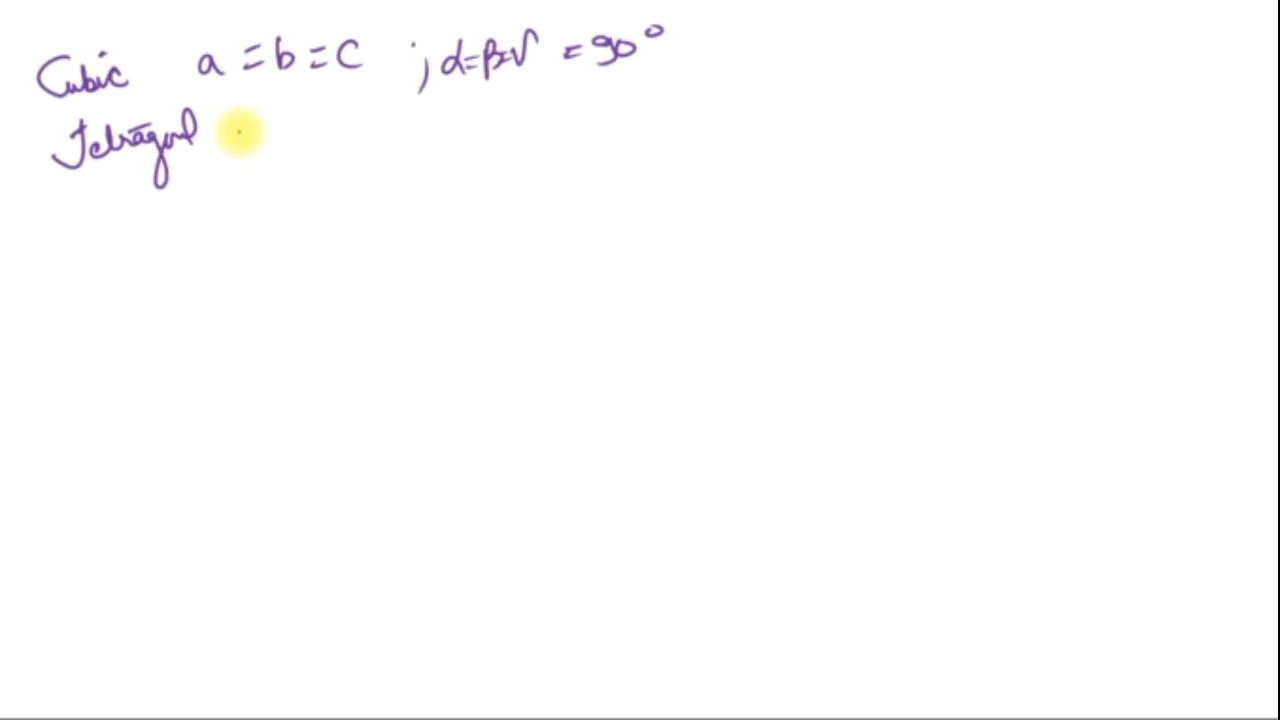 Cubic a = b = c ; α=β=γ = 90°
Tetragonal